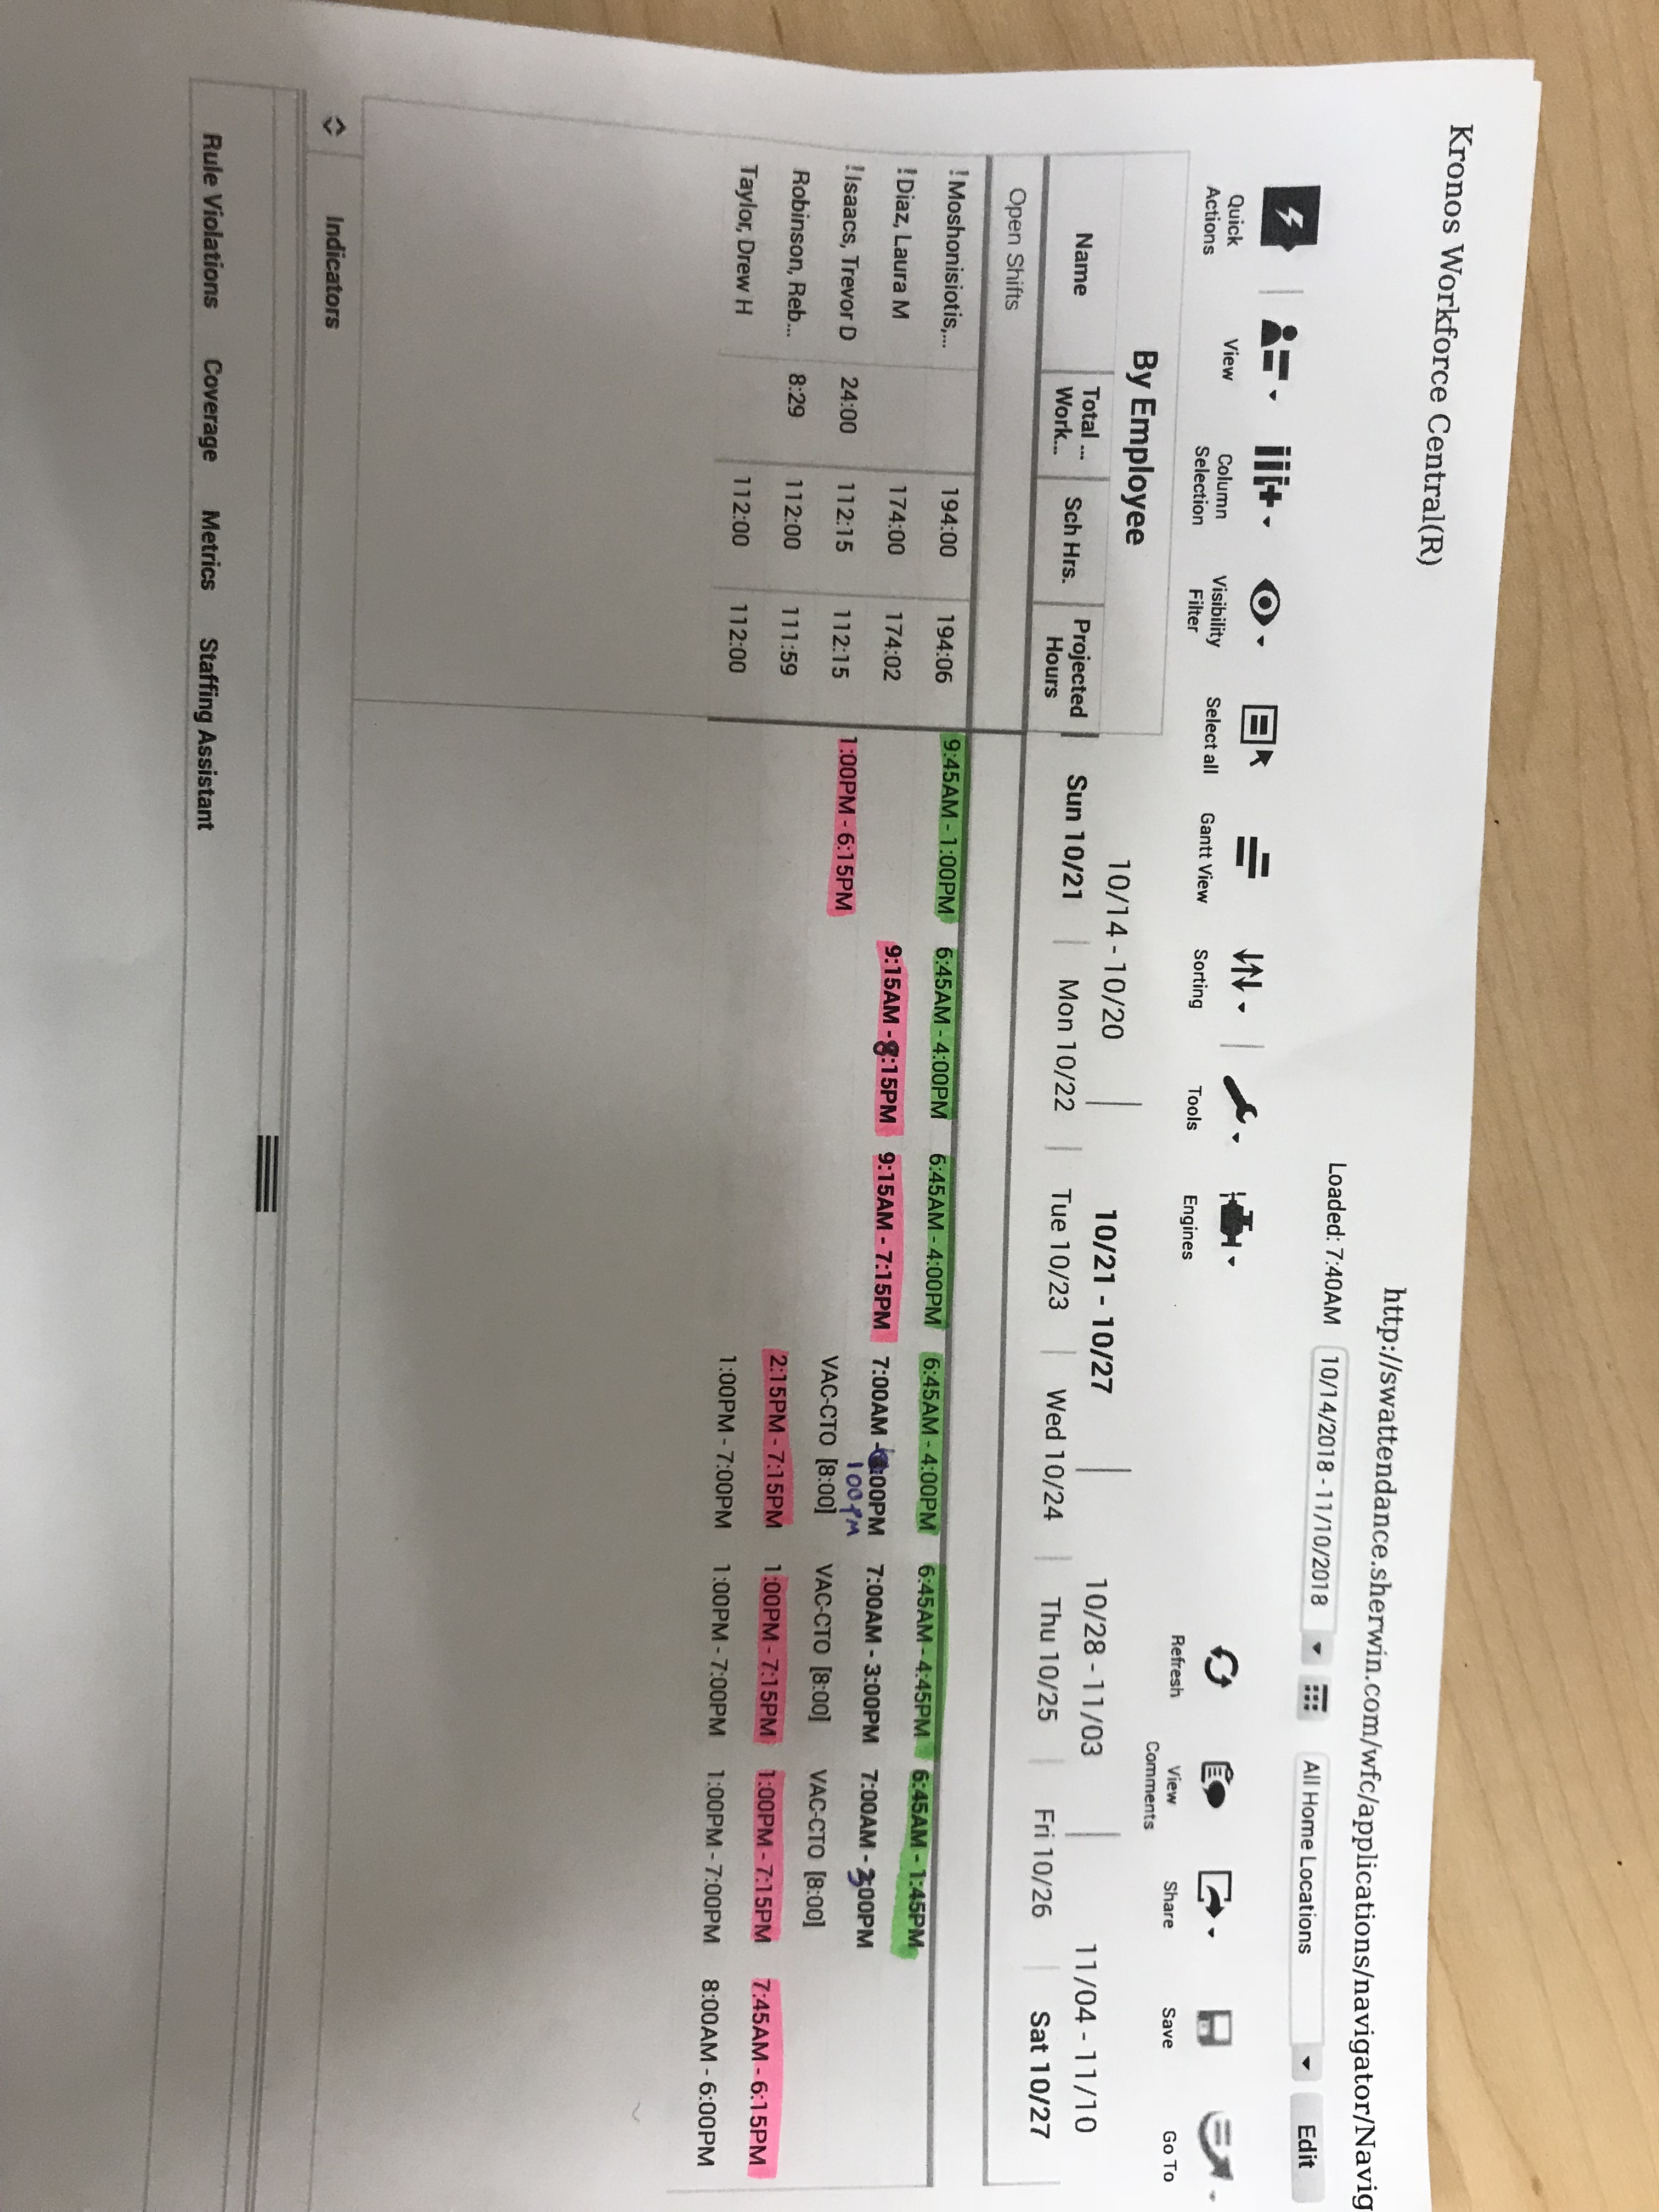 Kronos Workforce Central(R)
http://swattendance.sherwin.com/wfc/applications/navigator/Navig
Loaded: 7:40AM 10/14/2018 - 11/10/2018 All Home Locations Edit
Quick Actions View Column Selection Visibility Filter Select all Gantt View Sorting Tools Engines Refresh View Comments Share Save Go To
By Employee 10/14 - 10/20 10/21 - 10/27 10/28 - 11/03 11/04 - 11/10
Name Total ... Work... Sch Hrs. Projected Hours Sun 10/21 Mon 10/22 Tue 10/23 Wed 10/24 Thu 10/25 Fri 10/26 Sat 10/27
Open Shifts
!Moshonisiotis,... 194:00 194:06 9:45AM - 1:00PM 6:45AM - 4:00PM 6:45AM - 4:00PM 6:45AM - 4:00PM 6:45AM - 4:45PM 6:45AM - 1:45PM
!Diaz, Laura M 174:00 174:02 9:15AM - 8:15PM 9:15AM - 7:15PM 7:00AM - :00PM 7:00AM - 3:00PM 7:00AM - :00PM
100PM
!Isaacs, Trevor D 24:00 112:15 112:15 1:00PM - 6:15PM VAC-CTO [8:00] VAC-CTO [8:00] VAC-CTO [8:00]
Robinson, Reb... 8:29 112:00 111:59 2:15PM - 7:15PM 1:00PM - 7:15PM 1:00PM - 7:15PM 7:45AM - 6:15PM
Taylor, Drew H 112:00 112:00 1:00PM - 7:00PM 1:00PM - 7:00PM 1:00PM - 7:00PM 8:00AM - 6:00PM
Indicators
Rule Violations Coverage Metrics Staffing Assistant